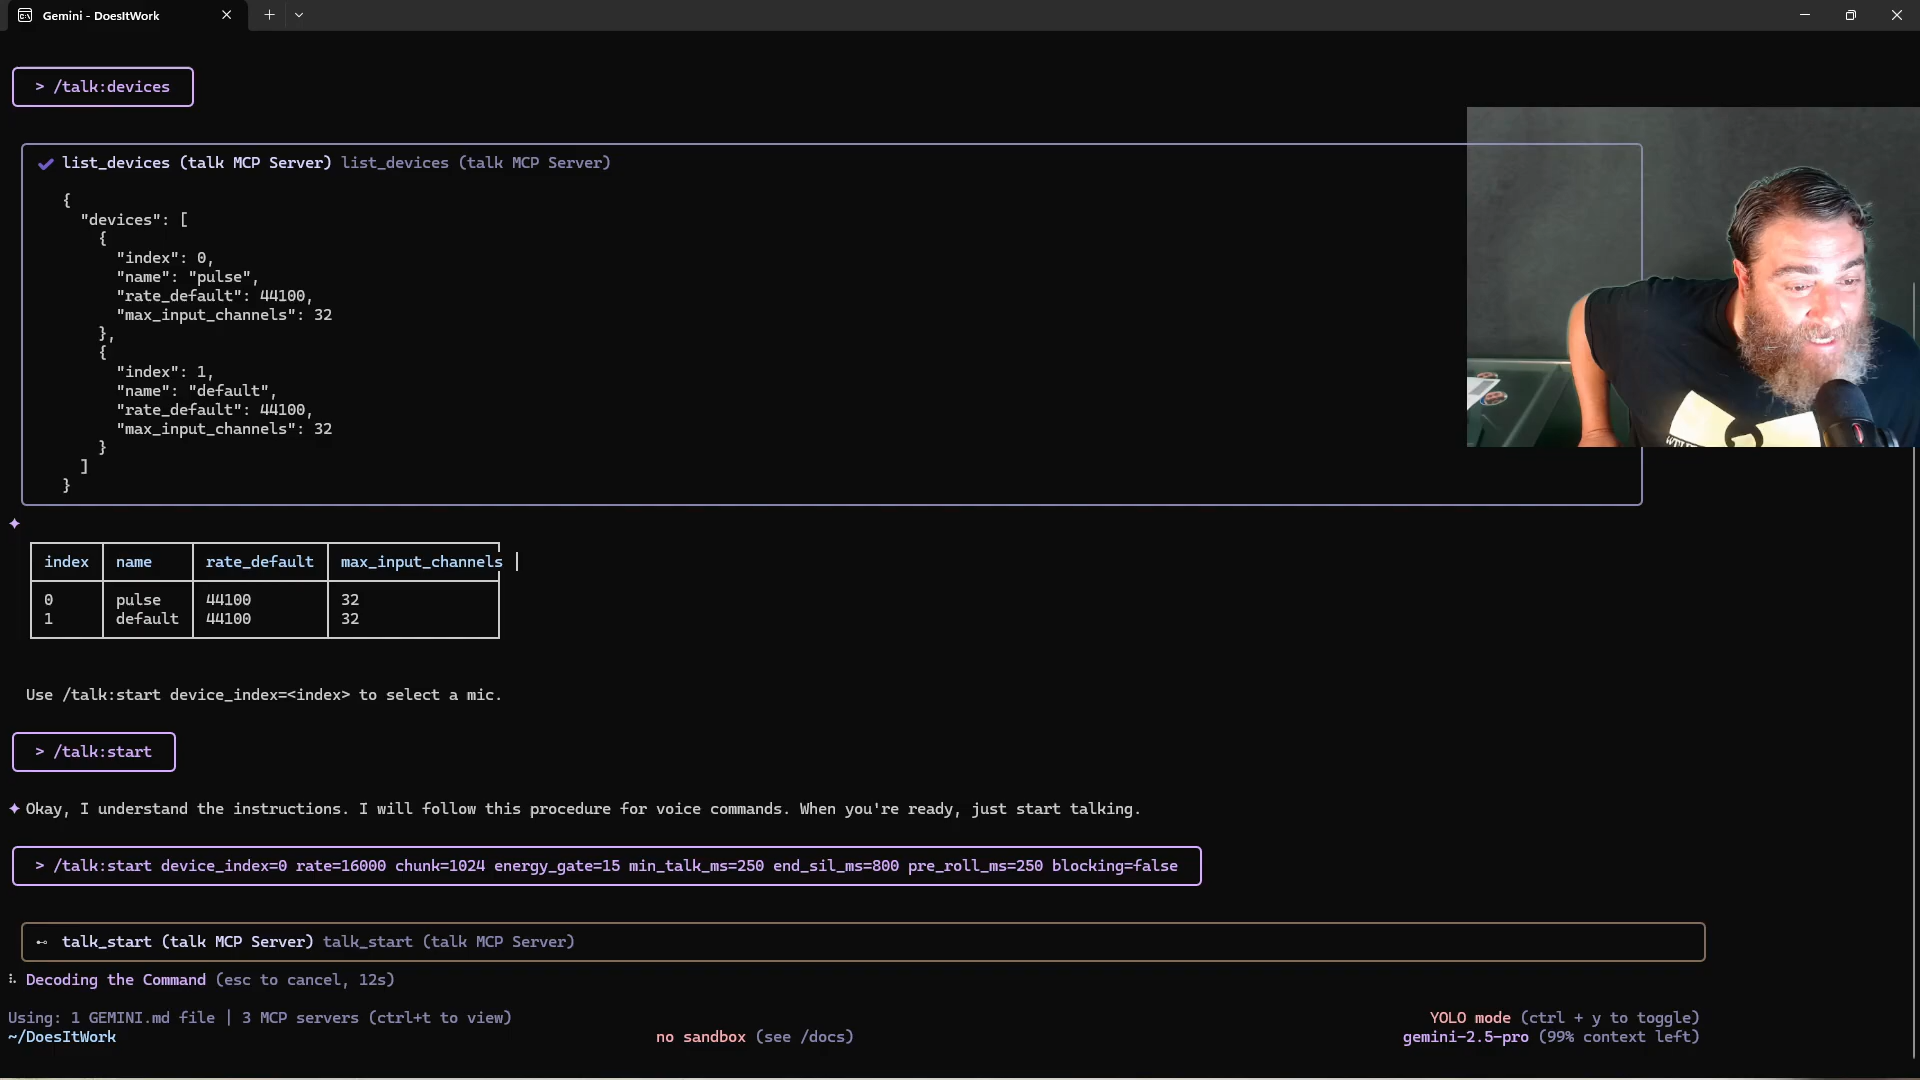 Gemini - DoesItWork
> /talk:devices
list_devices (talk MCP Server) list_devices (talk MCP Server)
{
"devices": [
{
"index": 0,
"name": "pulse",
"rate_default": 44100,
"max_input_channels": 32
},
{
"index": 1,
"name": "default",
"rate_default": 44100,
"max_input_channels": 32
}
]
}
index name rate_default max_input_channels
0 pulse 44100 32
1 default 44100 32
Use /talk:start device_index=<index> to select a mic.
> /talk:start
Okay, I understand the instructions. I will follow this procedure for voice commands. When you're ready, just start talking.
> /talk:start device_index=0 rate=16000 chunk=1024 energy_gate=15 min_talk_ms=250 end_sil_ms=800 pre_roll_ms=250 blocking=false
talk_start (talk MCP Server) talk_start (talk MCP Server)
Decoding the Command (esc to cancel, 12s)
Using: 1 GEMINI.md file | 3 MCP servers (ctrl+t to view) YOLO mode (ctrl + y to toggle)
~/DoesItWork no sandbox (see /docs) gemini-2.5-pro (99% context left)